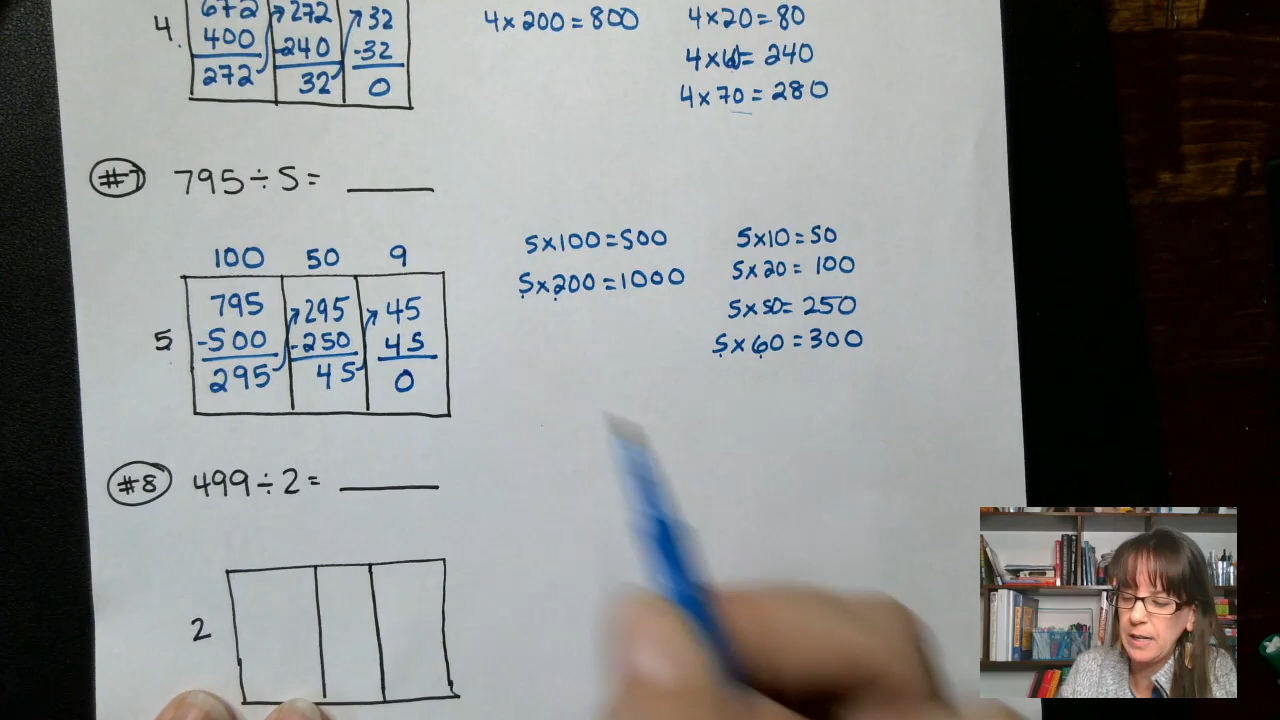 672 272 32
4. 400 -240 -32
272 32 0
4×200=800
4×20=80
4×60=240
4×70=280
#7 795÷5= ____
100 50 9
795 295 45
5 -500 -250 45
295 45 0
5×100=500
5×200=1000
5×10=50
5×20=100
5×50=250
5×60=300
#8 499÷2= ____
2